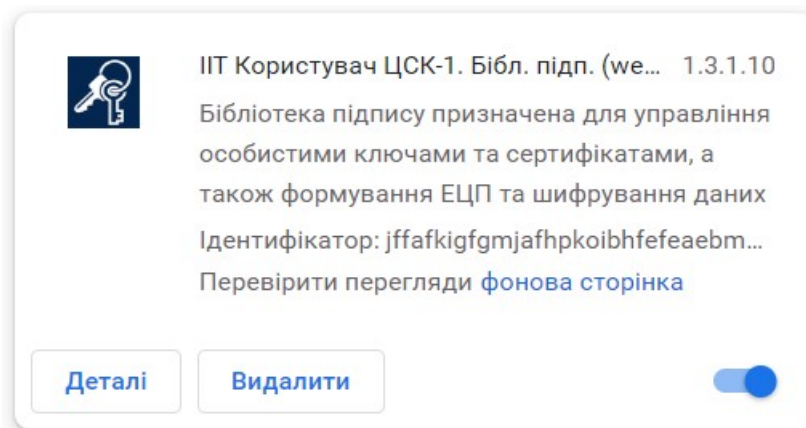 ІІТ Користувач ЦСК-1. Бібл. підп. (we... 1.3.1.10
Бібліотека підпису призначена для управління
особистими ключами та сертифікатами, а
також формування ЕЦП та шифрування даних
Ідентифікатор: jffafkigfgmjafhpkoibhfefeaebm...
Перевірити перегляди фонова сторінка
Деталі Видалити